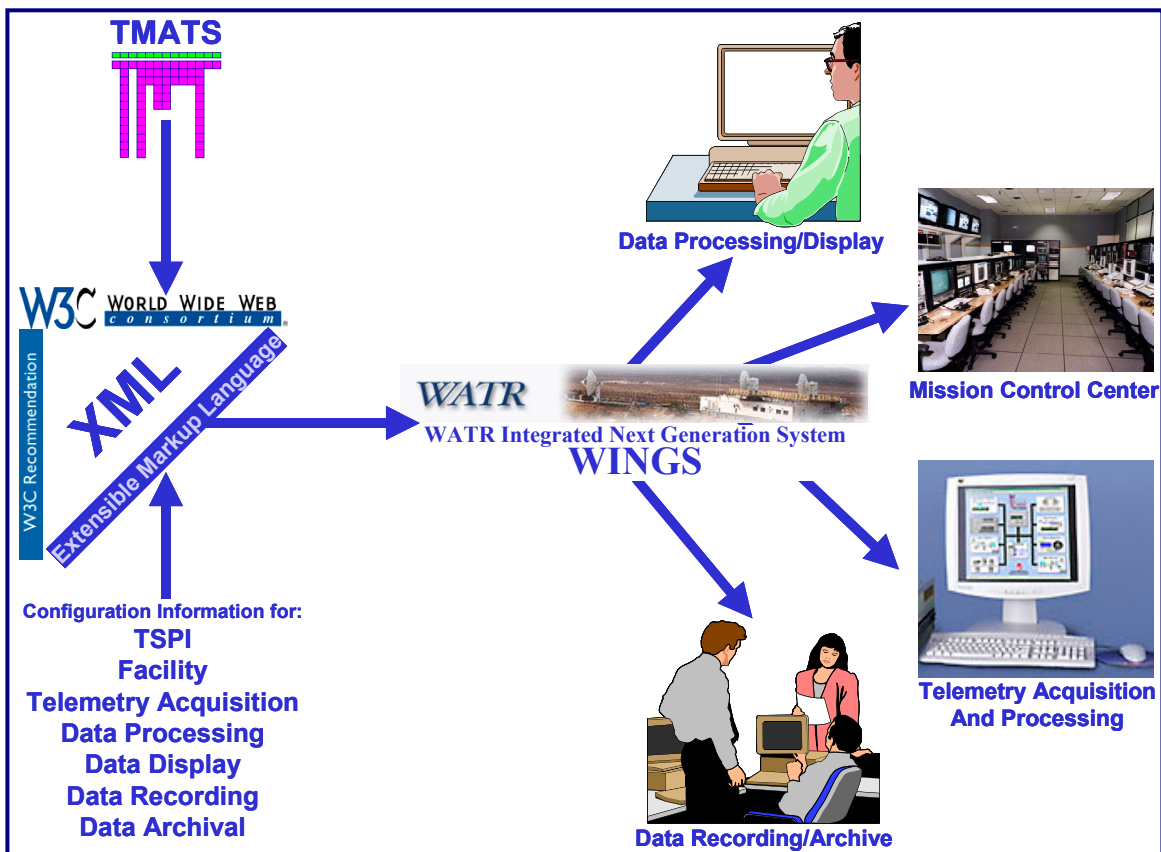 TMATS
W3C WORLD WIDE WEB
consortium
®
W3C Recommendation
XML
Extensible Markup Language
Configuration Information for:
TSPI
Facility
Telemetry Acquisition
Data Processing
Data Display
Data Recording
Data Archival
WATR
WATR Integrated Next Generation System
WINGS
Data Processing/Display
Mission Control Center
Telemetry Acquisition
And Processing
Data Recording/Archive